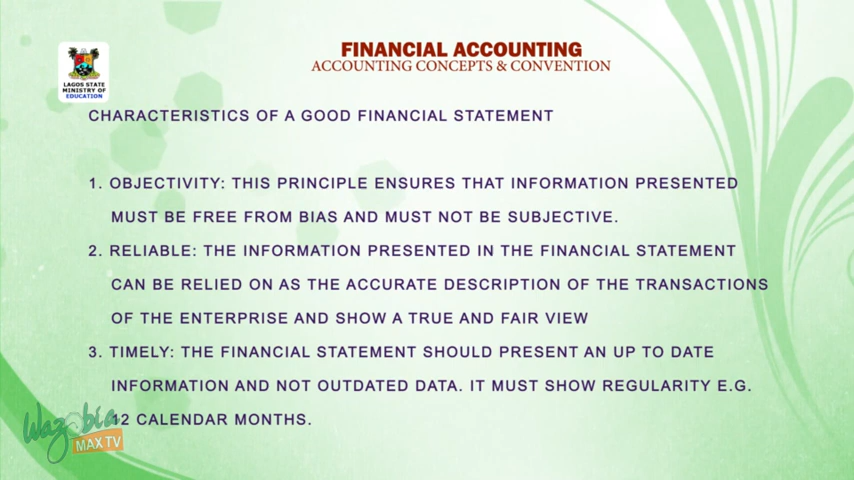 FINANCIAL ACCOUNTING
ACCOUNTING CONCEPTS & CONVENTION
LAGOS STATE
MINISTRY OF
EDUCATION
CHARACTERISTICS OF A GOOD FINANCIAL STATEMENT
1. OBJECTIVITY: THIS PRINCIPLE ENSURES THAT INFORMATION PRESENTED
MUST BE FREE FROM BIAS AND MUST NOT BE SUBJECTIVE.
2. RELIABLE: THE INFORMATION PRESENTED IN THE FINANCIAL STATEMENT
CAN BE RELIED ON AS THE ACCURATE DESCRIPTION OF THE TRANSACTIONS
OF THE ENTERPRISE AND SHOW A TRUE AND FAIR VIEW
3. TIMELY: THE FINANCIAL STATEMENT SHOULD PRESENT AN UP TO DATE
INFORMATION AND NOT OUTDATED DATA. IT MUST SHOW REGULARITY E.G.
12 CALENDAR MONTHS.
Wazobia
MAX TV